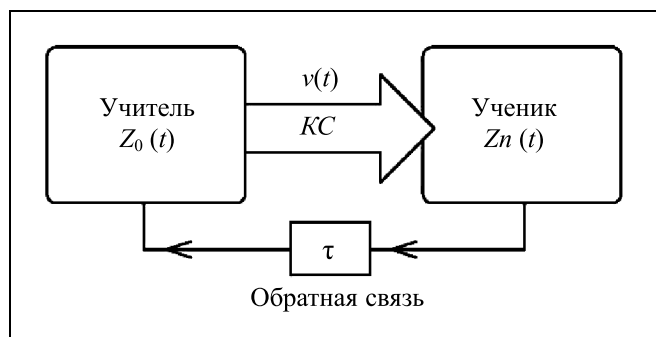 Учитель
Z₀ (t)
v(t)
КС
Ученик
Zn (t)
τ
Обратная связь